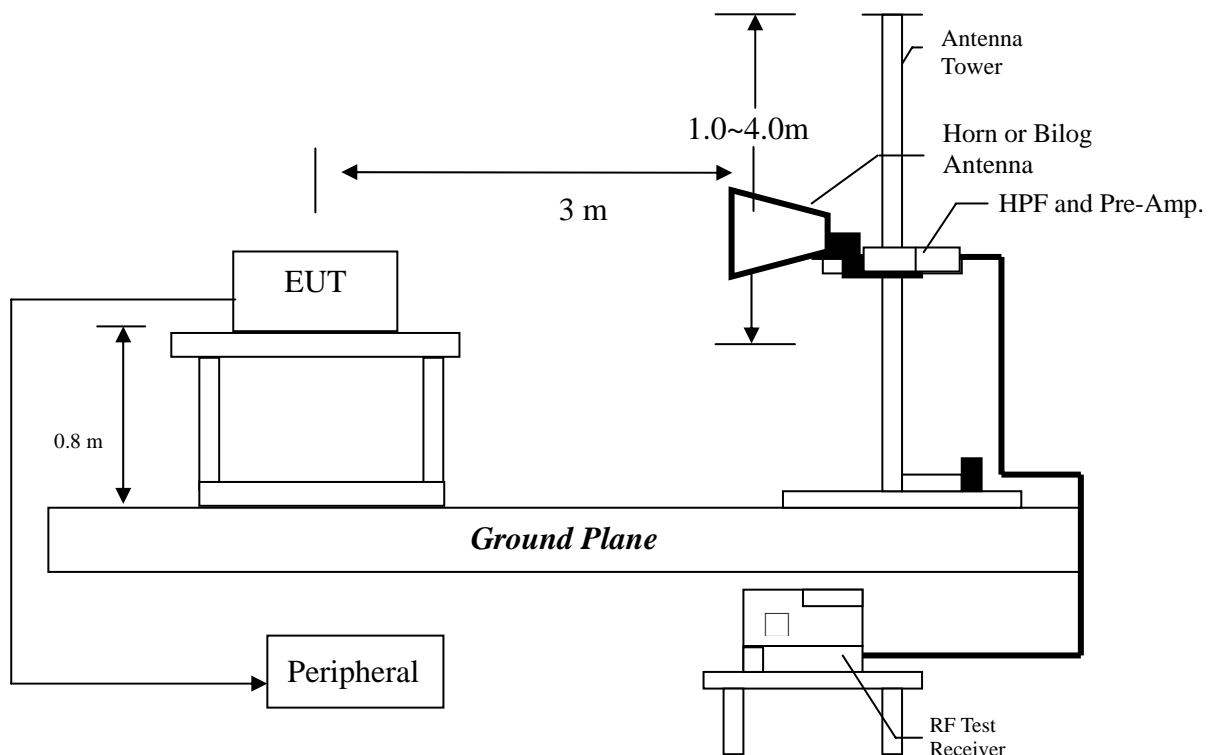 Antenna
Tower
1.0~4.0m
Horn or Bilog
Antenna
3 m
HPF and Pre-Amp.
EUT
0.8 m
Ground Plane
Peripheral
RF Test
Receiver